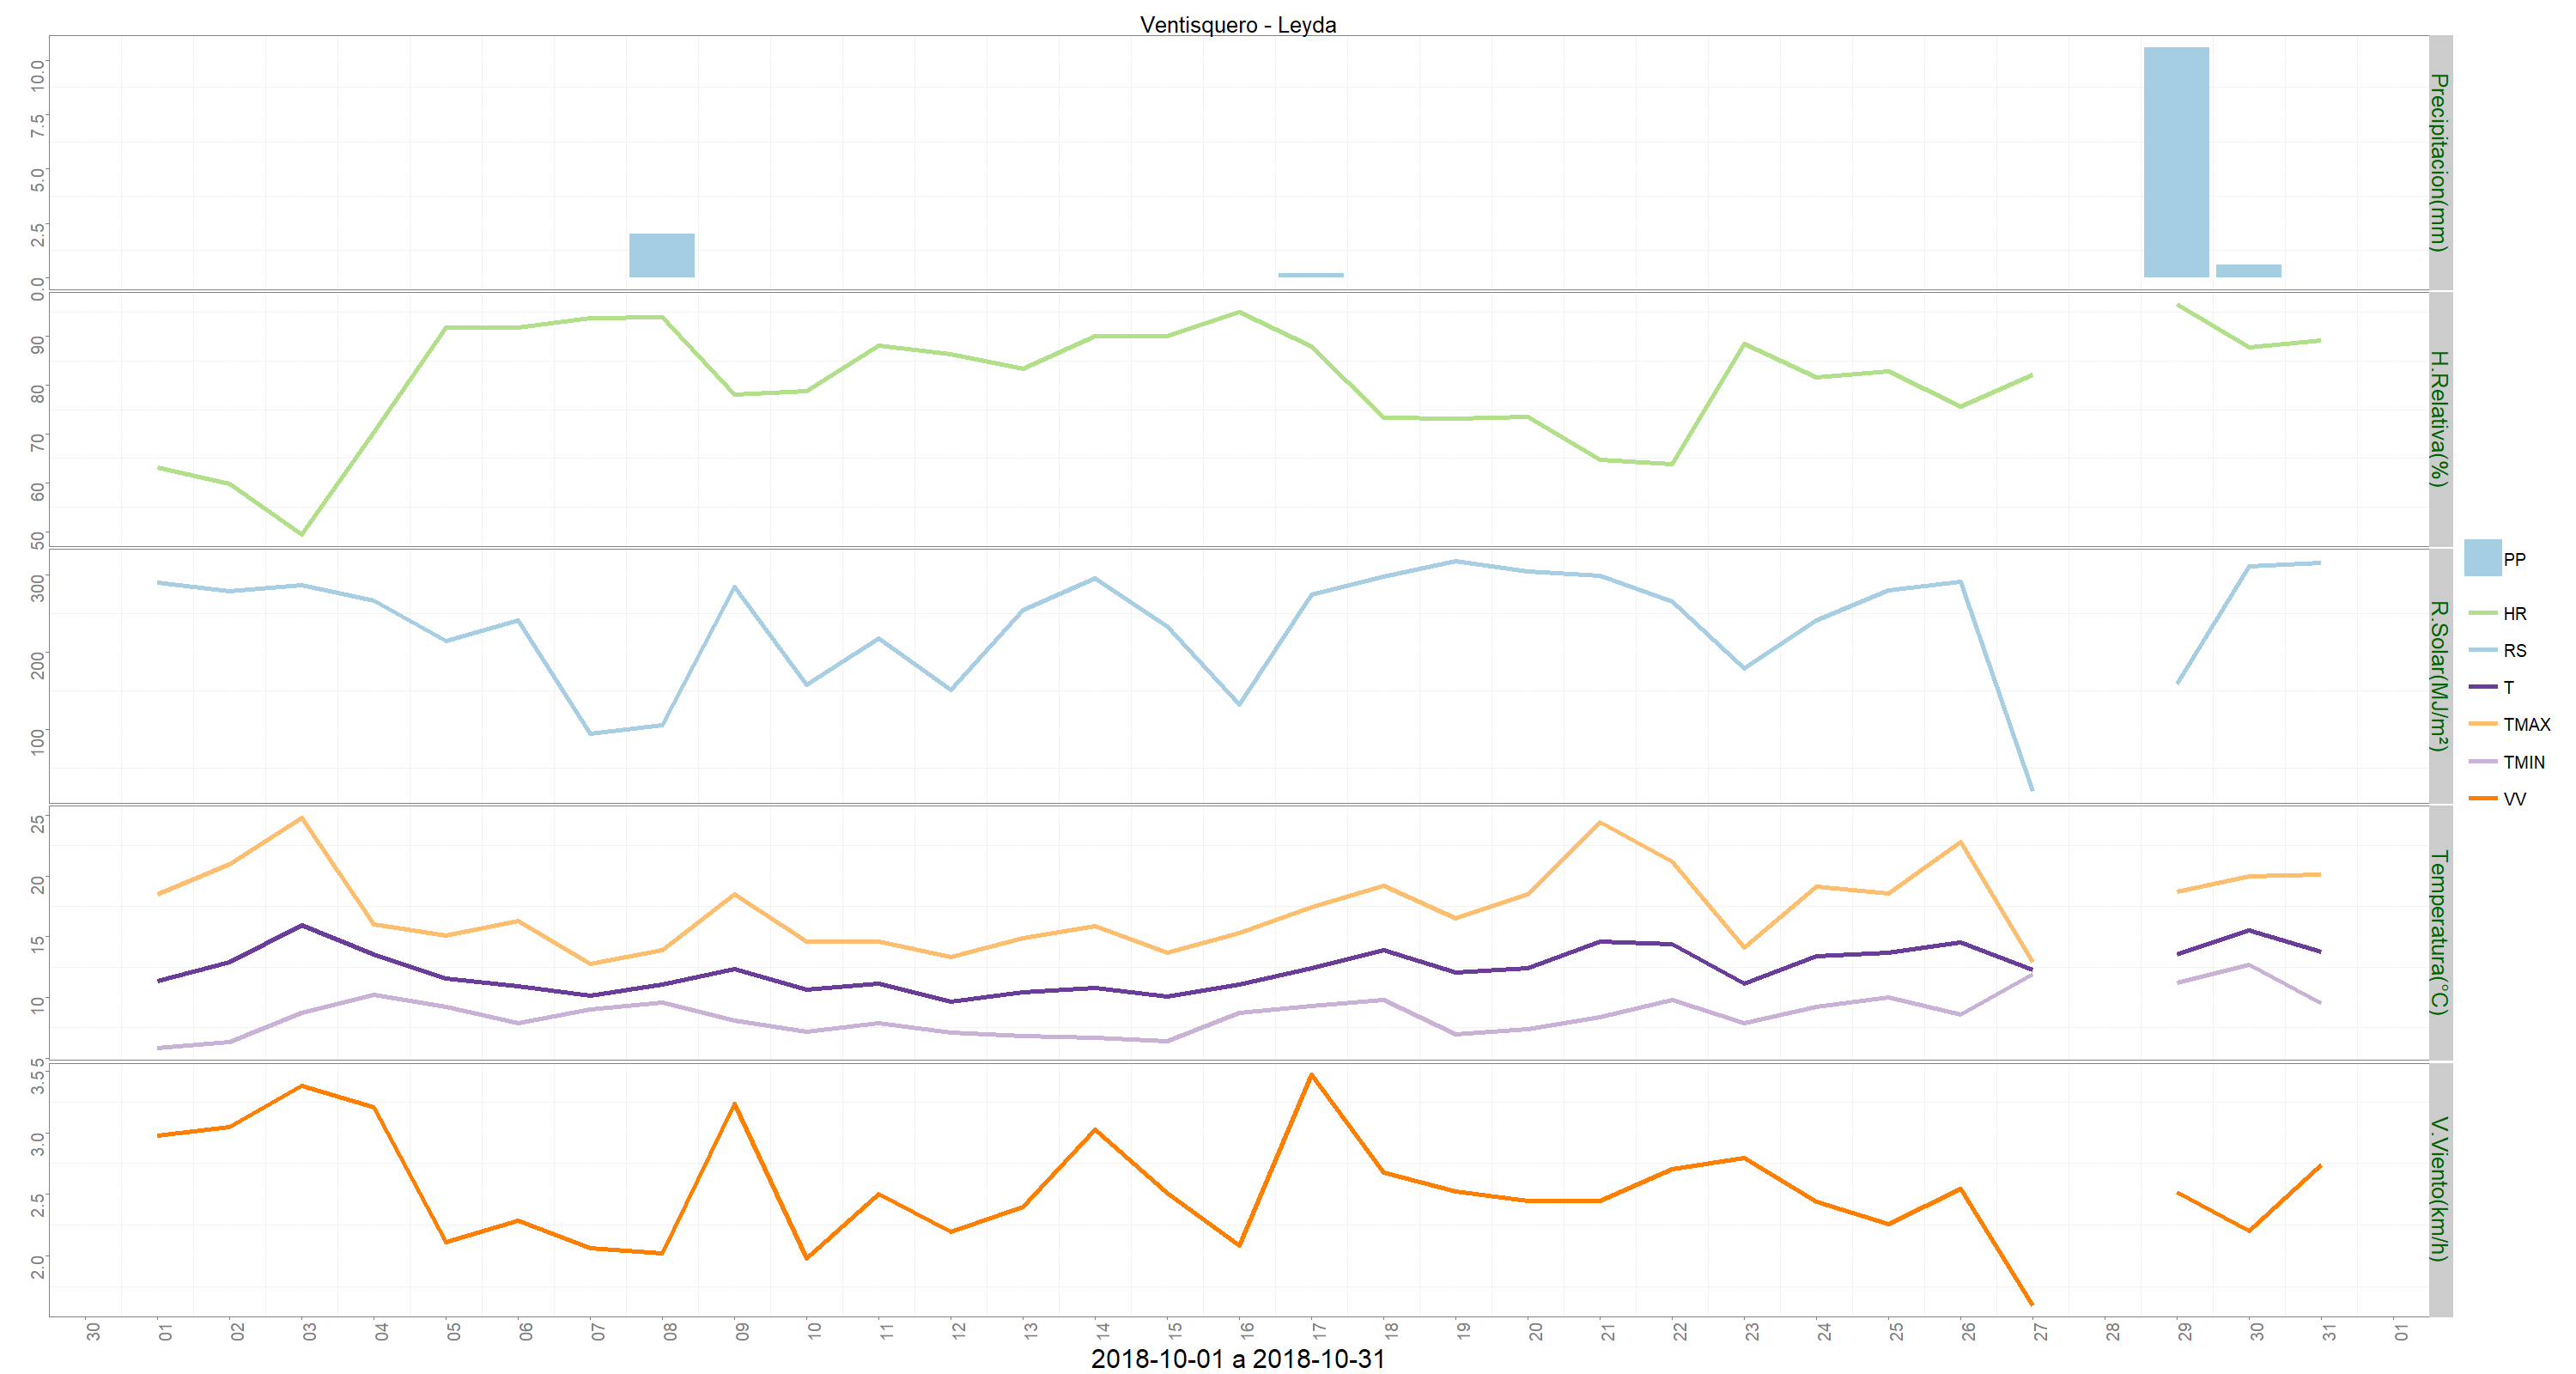 Ventisquero - Leyda
10.0
7.5
5.0
2.5
0.0
Precipitacion(mm)
90
80
70
60
50
H.Relativa(%)
300
200
100
R.Solar(MJ/m²)
25
20
15
10
5
Temperatura(°C)
3.5
3.0
2.5
2.0
V.Viento(km/h)
30 01 02 03 04 05 06 07 08 09 10 11 12 13 14 15 16 17 18 19 20 21 22 23 24 25 26 27 28 29 30 31 01
2018-10-01 a 2018-10-31
PP
HR
RS
T
TMAX
TMIN
VV